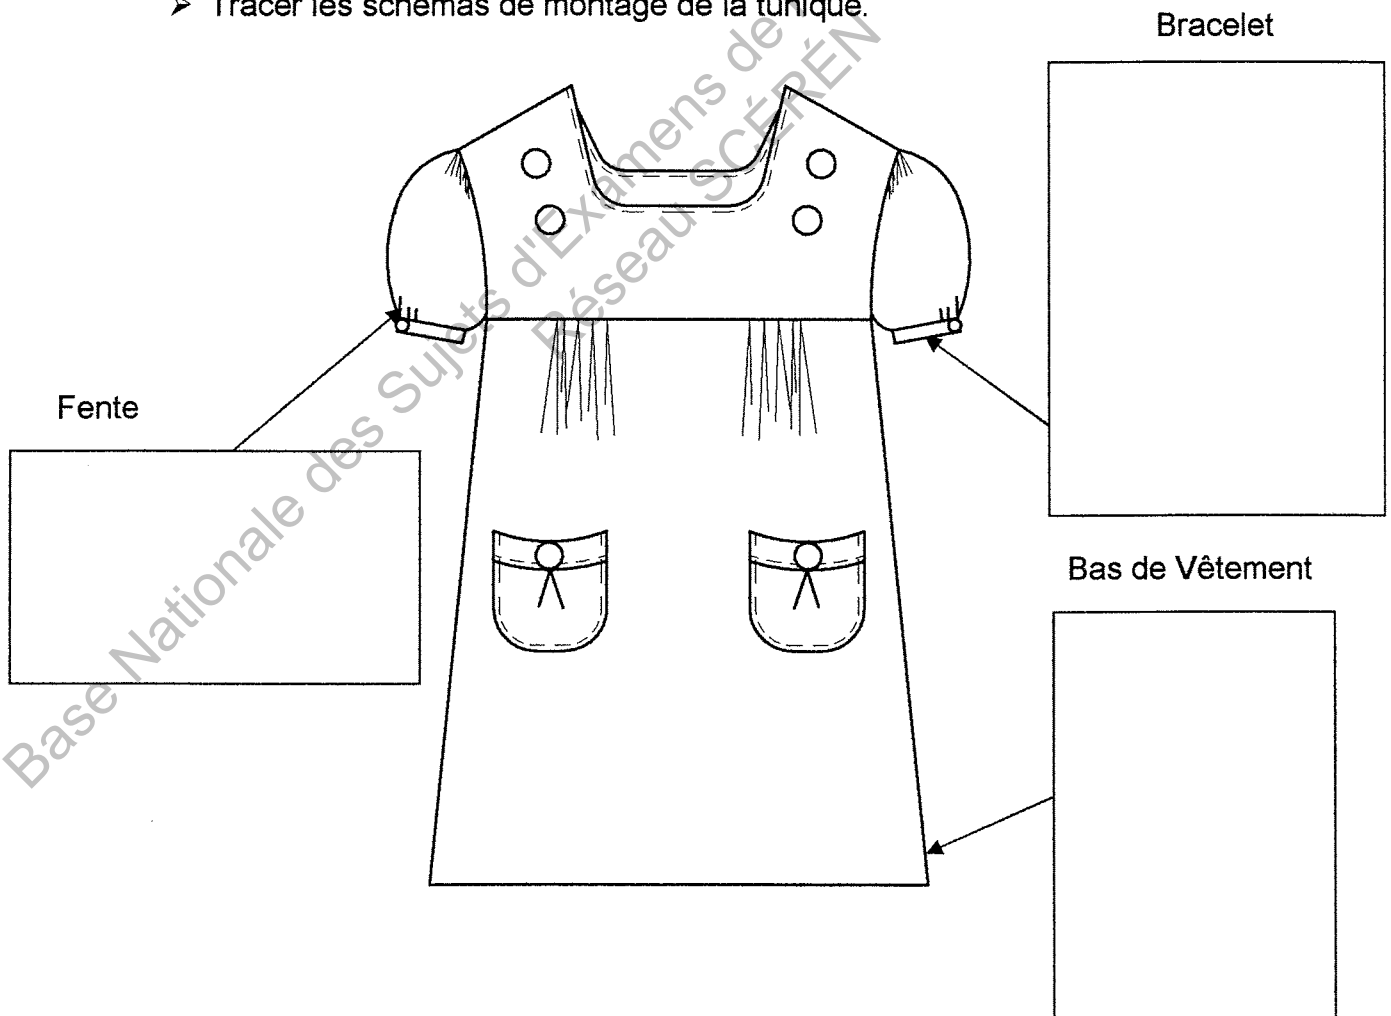 ➢ Tracer les schémas de montage de la tunique.
Bracelet
Fente
Bas de Vêtement
Base Nationale des Sujets d'Examens de
Réseau SCÉRÉN